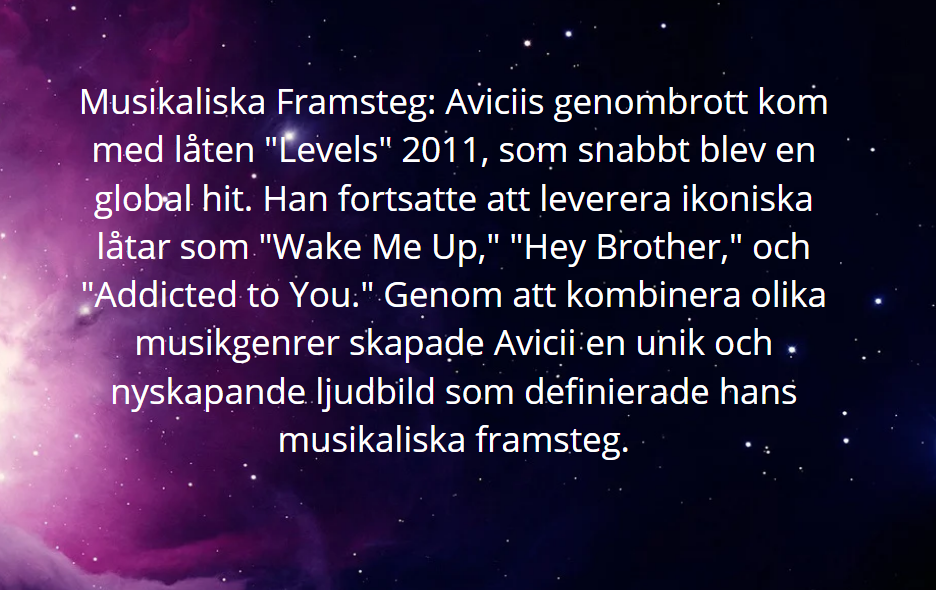 Musikaliska Framsteg: Aviciis genombrott kom
med låten "Levels" 2011, som snabbt blev en
global hit. Han fortsatte att leverera ikoniska
låtar som "Wake Me Up," "Hey Brother," och
"Addicted to You." Genom att kombinera olika
musikgenrer skapade Avicii en unik och
nyskapande ljudbild som definierade hans
musikaliska framsteg.